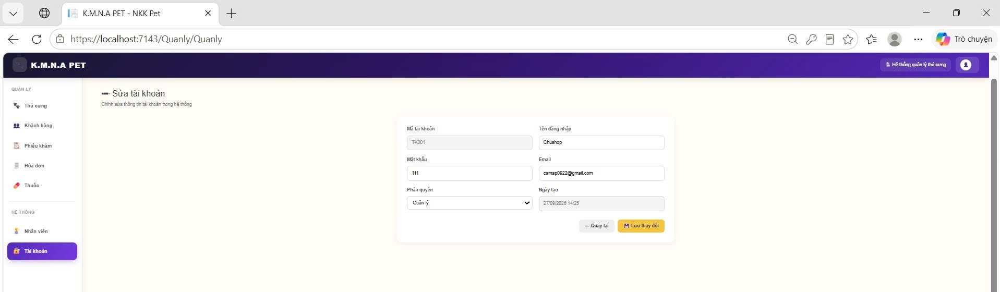 K.M.N.A PET - NKK Pet
https://localhost:7143/Quanly/Quanly
Trò chuyện
K.M.N.A PET
Hệ thống quản lý thú cưng
QUẢN LÝ
Thú cưng
Khách hàng
Phiếu khám
Hóa đơn
Thuốc
HỆ THỐNG
Nhân viên
Tài khoản
Sửa tài khoản
Chỉnh sửa thông tin tài khoản trong hệ thống
Mã tài khoản
TK001
Tên đăng nhập
Chushop
Mật khẩu
111
Email
camap0922@gmail.com
Phân quyền
Quản lý
Ngày tạo
27/09/2026 14:25
← Quay lại
Lưu thay đổi